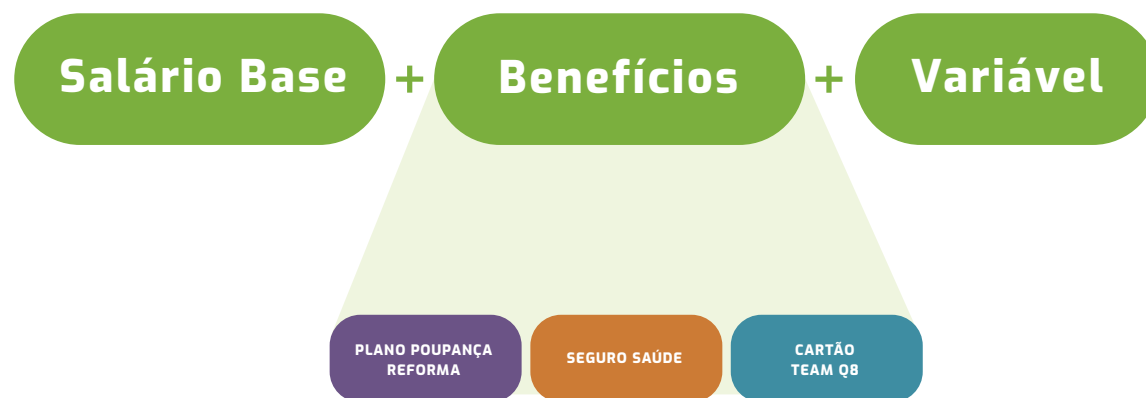 Salário Base + Benefícios + Variável
PLANO POUPANÇA
REFORMA
SEGURO SAÚDE
CARTÃO
TEAM Q8